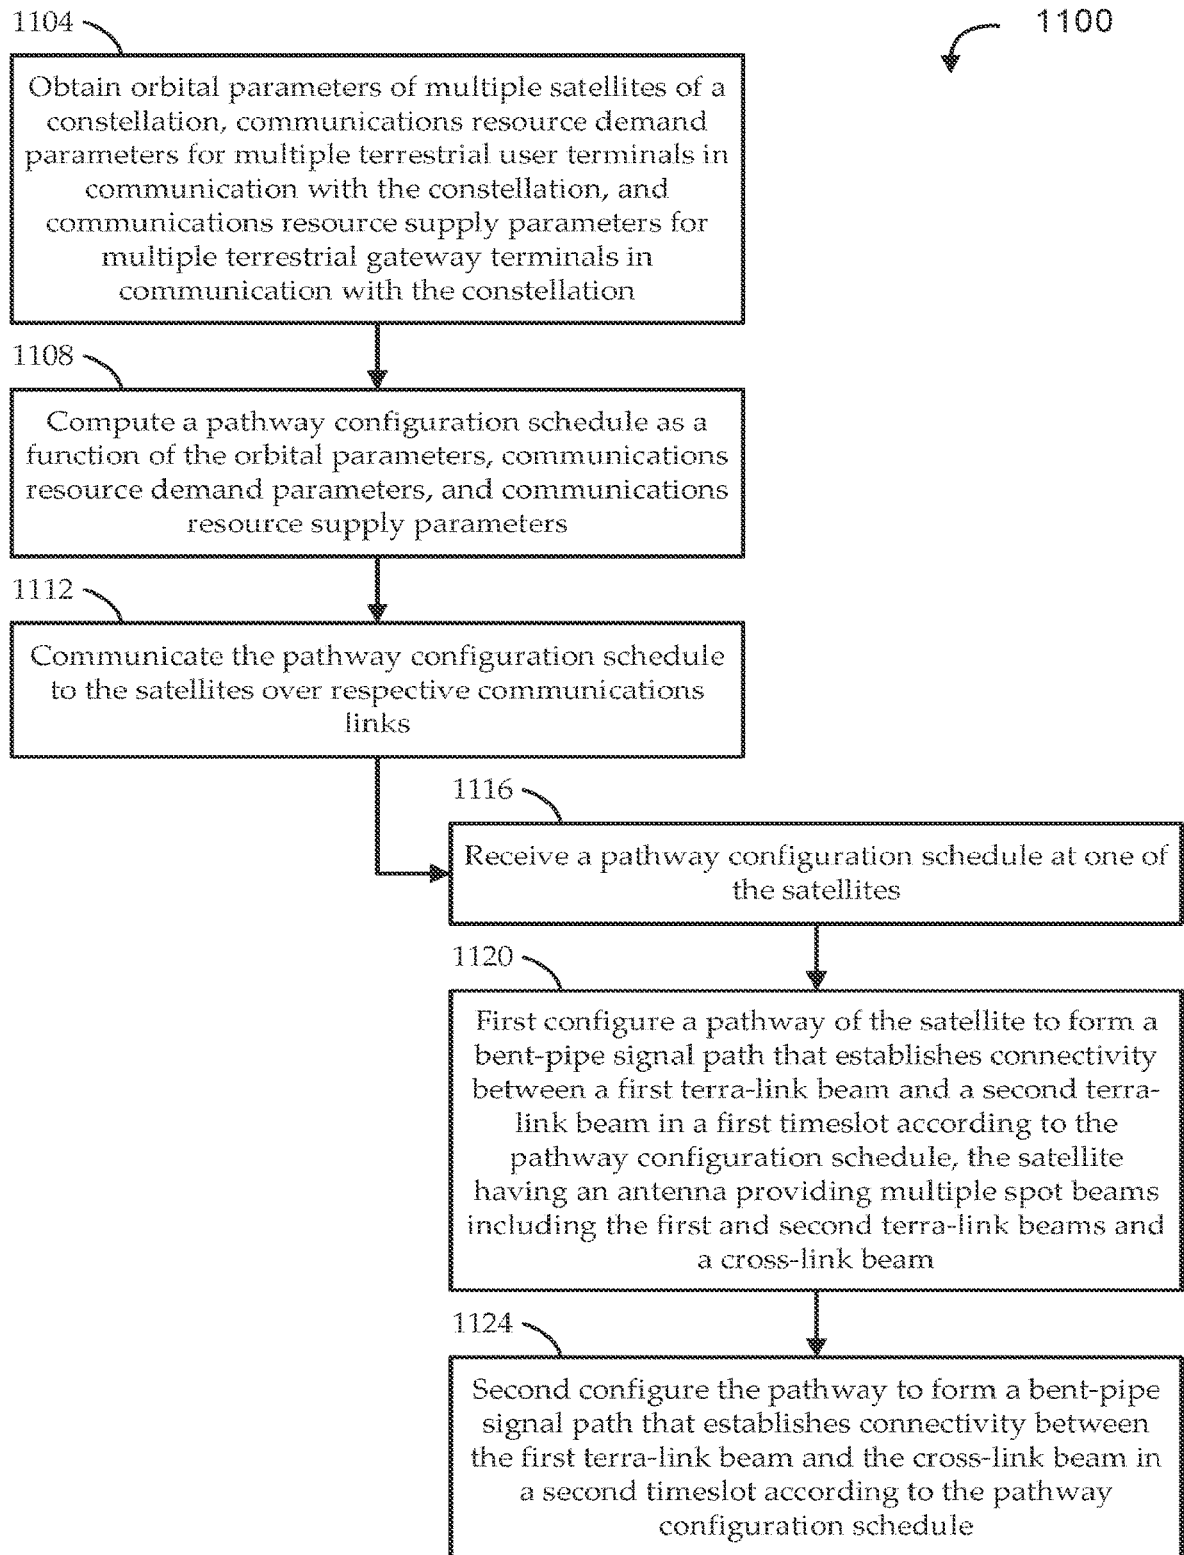 1104
1100
Obtain orbital parameters of multiple satellites of a
constellation, communications resource demand
parameters for multiple terrestrial user terminals in
communication with the constellation, and
communications resource supply parameters for
multiple terrestrial gateway terminals in
communication with the constellation
1108
Compute a pathway configuration schedule as a
function of the orbital parameters, communications
resource demand parameters, and communications
resource supply parameters
1112
Communicate the pathway configuration schedule
to the satellites over respective communications
links
1116
Receive a pathway configuration schedule at one of
the satellites
1120
First configure a pathway of the satellite to form a
bent-pipe signal path that establishes connectivity
between a first terra-link beam and a second terra-
link beam in a first timeslot according to the
pathway configuration schedule, the satellite
having an antenna providing multiple spot beams
including the first and second terra-link beams and
a cross-link beam
1124
Second configure the pathway to form a bent-pipe
signal path that establishes connectivity between
the first terra-link beam and the cross-link beam in
a second timeslot according to the pathway
configuration schedule